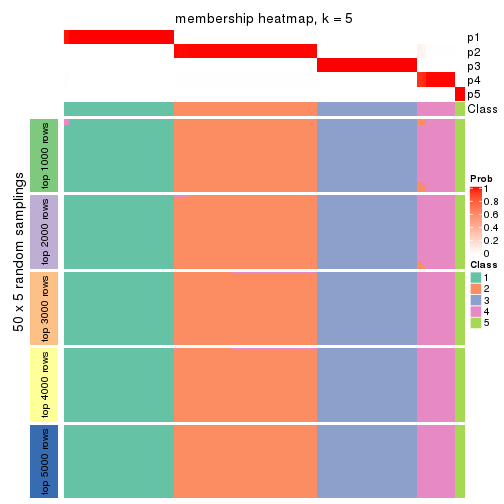 membership heatmap, k = 5
p1
p2
p3
p4
p5
Class
50 x 5 random samplings
top 1000 rows
top 2000 rows
top 3000 rows
top 4000 rows
top 5000 rows
Prob
1
0.8
0.6
0.4
0.2
0
Class
1
2
3
4
5